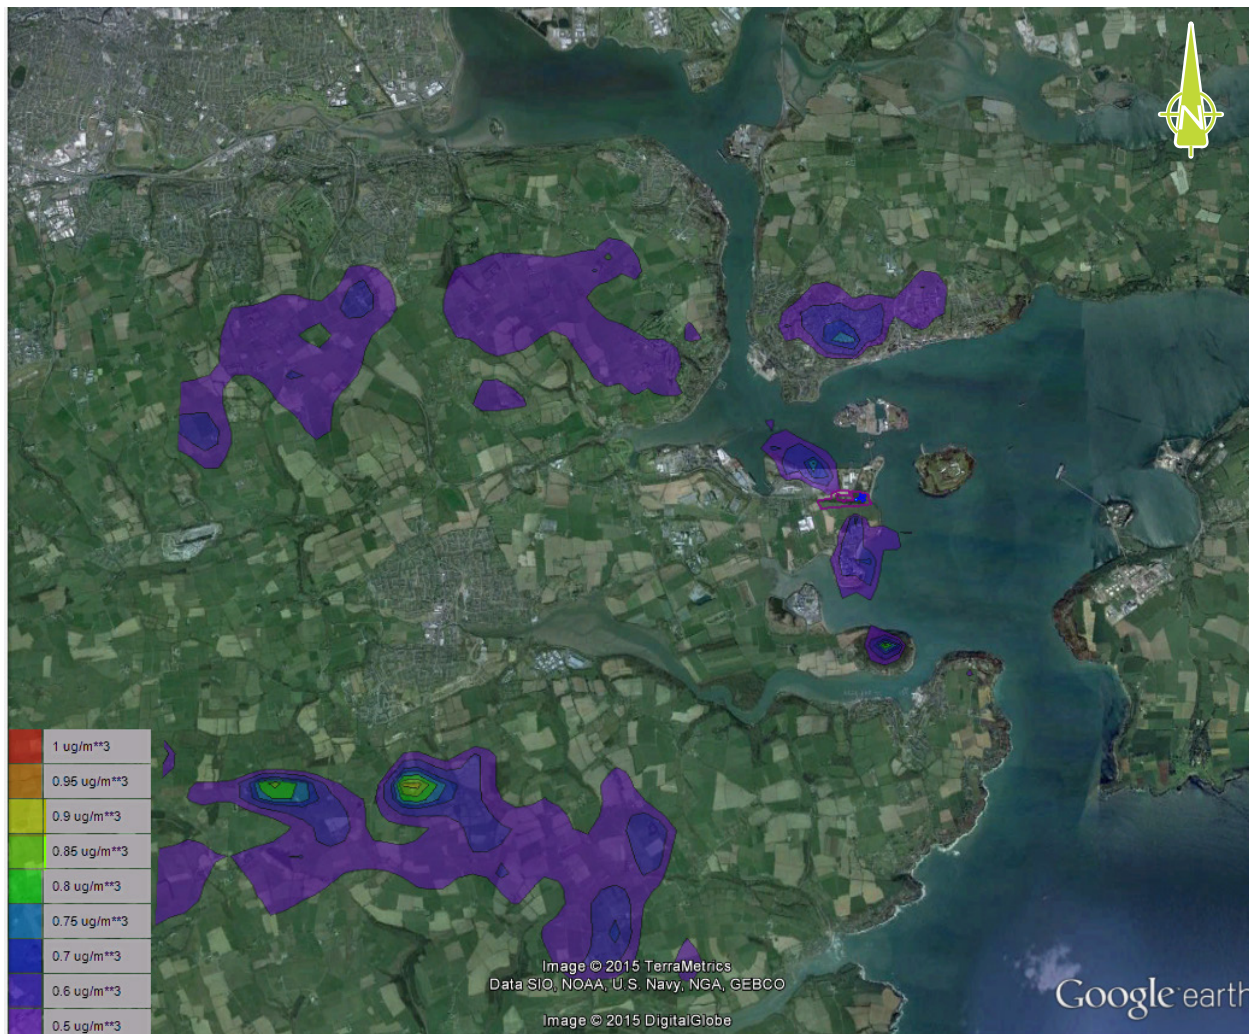 N
1 ug/m**3
0.95 ug/m**3
0.9 ug/m**3
0.85 ug/m**3
0.8 ug/m**3
0.75 ug/m**3
0.7 ug/m**3
0.6 ug/m**3
0.5 ug/m**3
Image © 2015 TerraMetrics
Data SIO, NOAA, U.S. Navy, NGA, GEBCO
Image © 2015 DigitalGlobe
Google earth